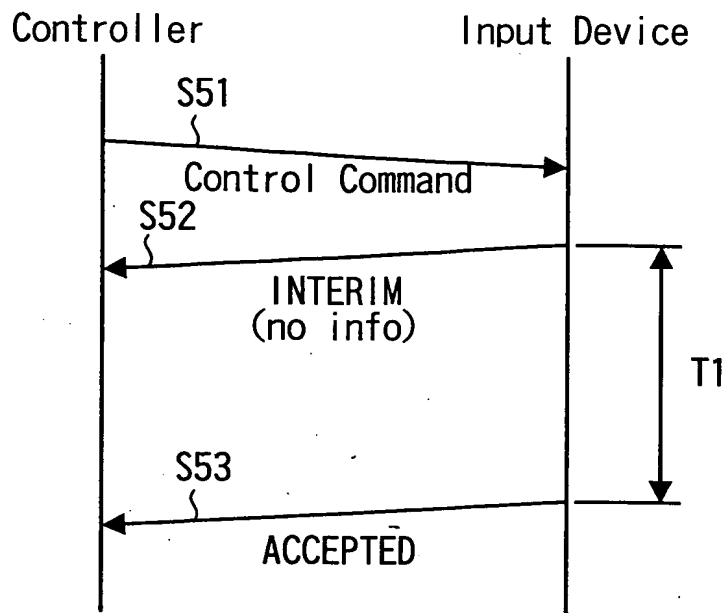 Controller
Input Device
S51
Control Command
S52
INTERIM
(no info)
T1
S53
ACCEPTED